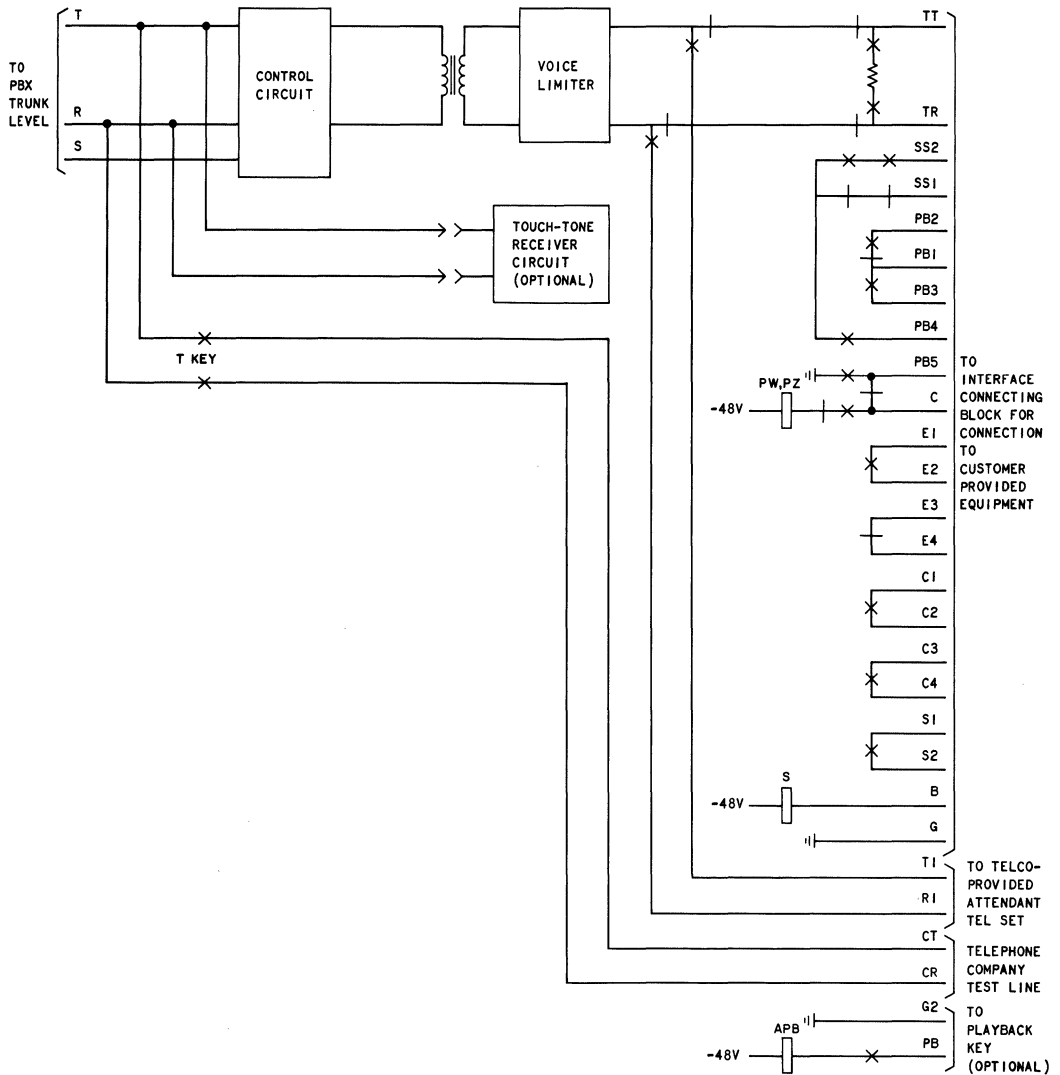 T
TO
PBX
TRUNK
LEVEL
R
S
CONTROL
CIRCUIT
VOICE
LIMITER
TOUCH-TONE
RECEIVER
CIRCUIT
(OPTIONAL)
T KEY
TT
TR
SS2
SS1
PB2
PB1
PB3
PB4
PB5
PW,PZ
-48V
C
E1
E2
E3
E4
C1
C2
C3
C4
S1
S2
S
-48V
B
G
TO
INTERFACE
CONNECTING
BLOCK FOR
CONNECTION
TO
CUSTOMER
PROVIDED
EQUIPMENT
T1
R1
TO TELCO-
PROVIDED
ATTENDANT
TEL SET
CT
CR
TELEPHONE
COMPANY
TEST LINE
G2
APB
-48V
PB
TO
PLAYBACK
KEY
(OPTIONAL)